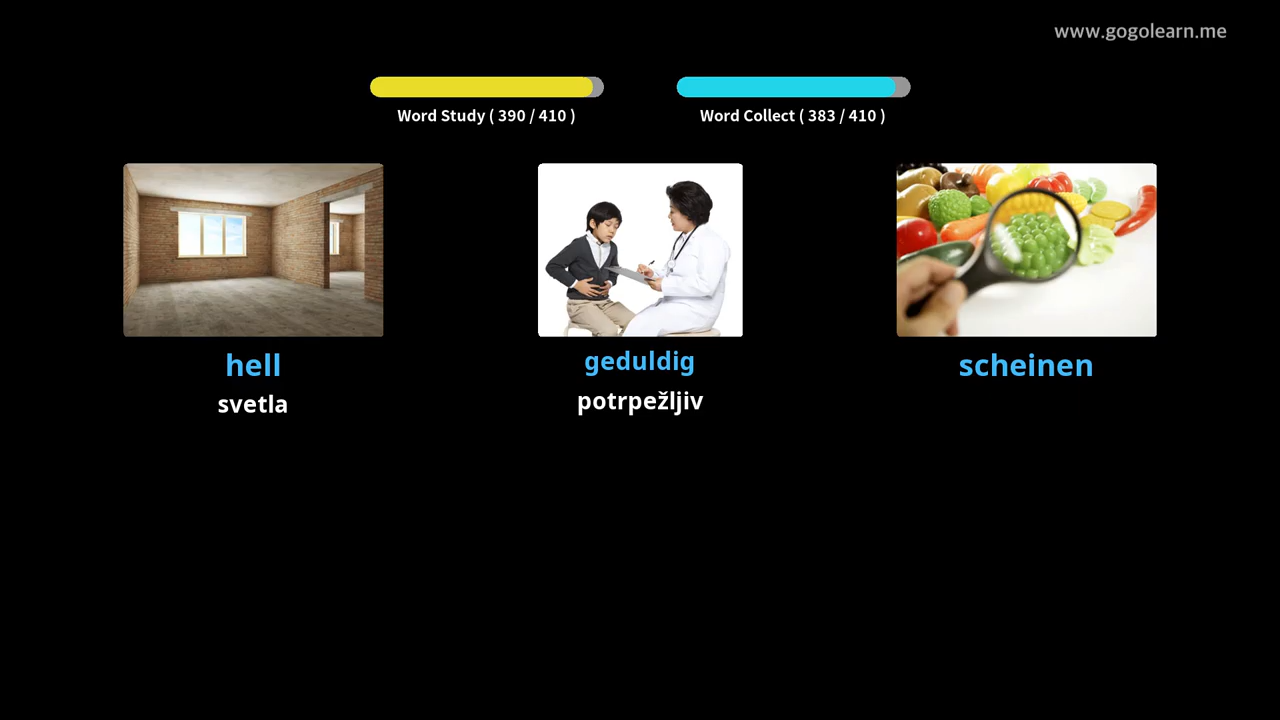 www.gogolearn.me
Word Study ( 390 / 410 )
Word Collect ( 383 / 410 )
hell
svetla
geduldig
potrpežljiv
scheinen